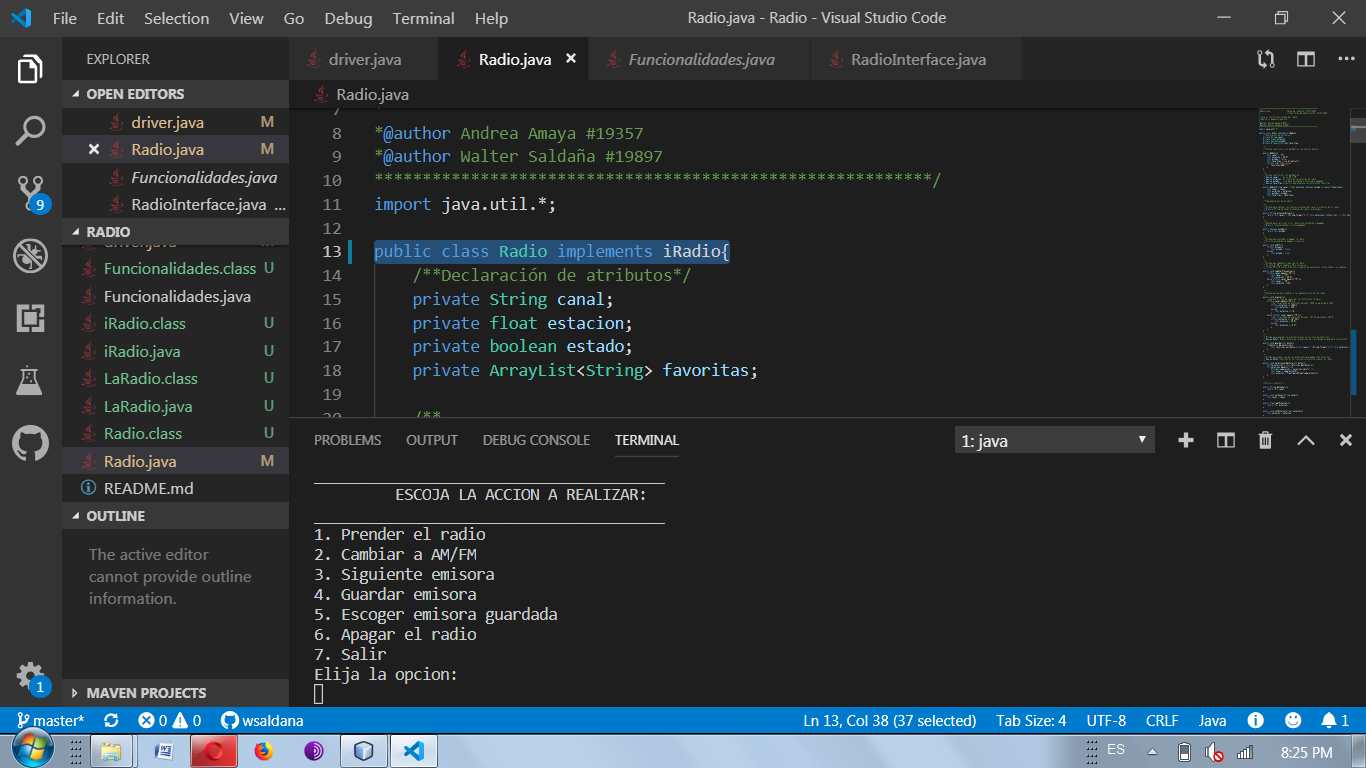 File Edit Selection View Go Debug Terminal Help
Radio.java - Radio - Visual Studio Code
EXPLORER
OPEN EDITORS
driver.java M
Radio.java M
Funcionalidades.java
RadioInterface.java ...
RADIO
Funcionalidades.class U
Funcionalidades.java
iRadio.class U
iRadio.java U
LaRadio.class U
LaRadio.java U
Radio.class U
Radio.java M
README.md
OUTLINE
The active editor
cannot provide outline
information.
MAVEN PROJECTS
9
1
driver.java Radio.java Funcionalidades.java RadioInterface.java
Radio.java
7
8 *@author Andrea Amaya #19357
9 *@author Walter Saldaña #19897
10 **********************************************************/
11 import java.util.*;
12
13 public class Radio implements iRadio{
14 /**Declaración de atributos*/
15 private String canal;
16 private float estacion;
17 private boolean estado;
18 private ArrayList<String> favoritas;
19
20 /**
PROBLEMS OUTPUT DEBUG CONSOLE TERMINAL
1: java
ESCOJA LA ACCION A REALIZAR:
1. Prender el radio
2. Cambiar a AM/FM
3. Siguiente emisora
4. Guardar emisora
5. Escoger emisora guardada
6. Apagar el radio
7. Salir
Elija la opcion:
master* 0 0 wsaldana
Ln 13, Col 38 (37 selected) Tab Size: 4 UTF-8 CRLF Java 1
ES 8:25 PM